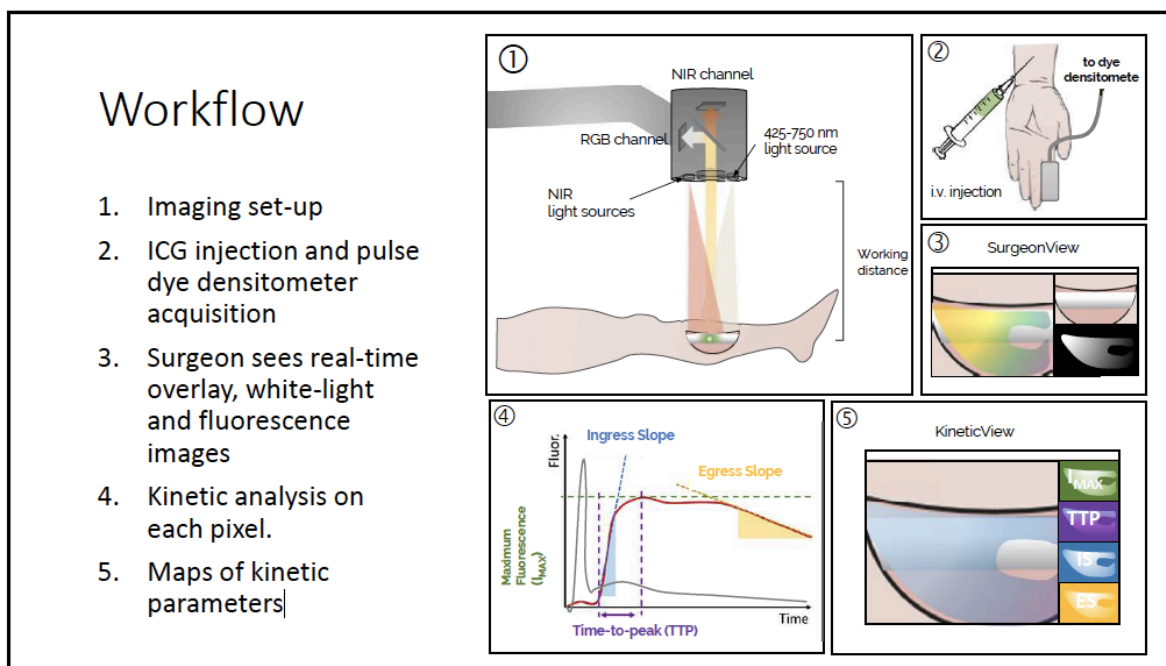 Workflow
1. Imaging set-up
2. ICG injection and pulse
dye densitometer
acquisition
3. Surgeon sees real-time
overlay, white-light
and fluorescence
images
4. Kinetic analysis on
each pixel.
5. Maps of kinetic
parameters
①
NIR channel
RGB channel
425-750 nm
light source
NIR
light sources
Working
distance
②
to dye
densitomete
r
i.v. injection
③
SurgeonView
④
Fluor.
Ingress Slope
Egress Slope
Maximum
Fluorescence
(IMAX)
Time
Time-to-peak (TTP)
⑤
KineticView
IMAX
TTP
IS
ES